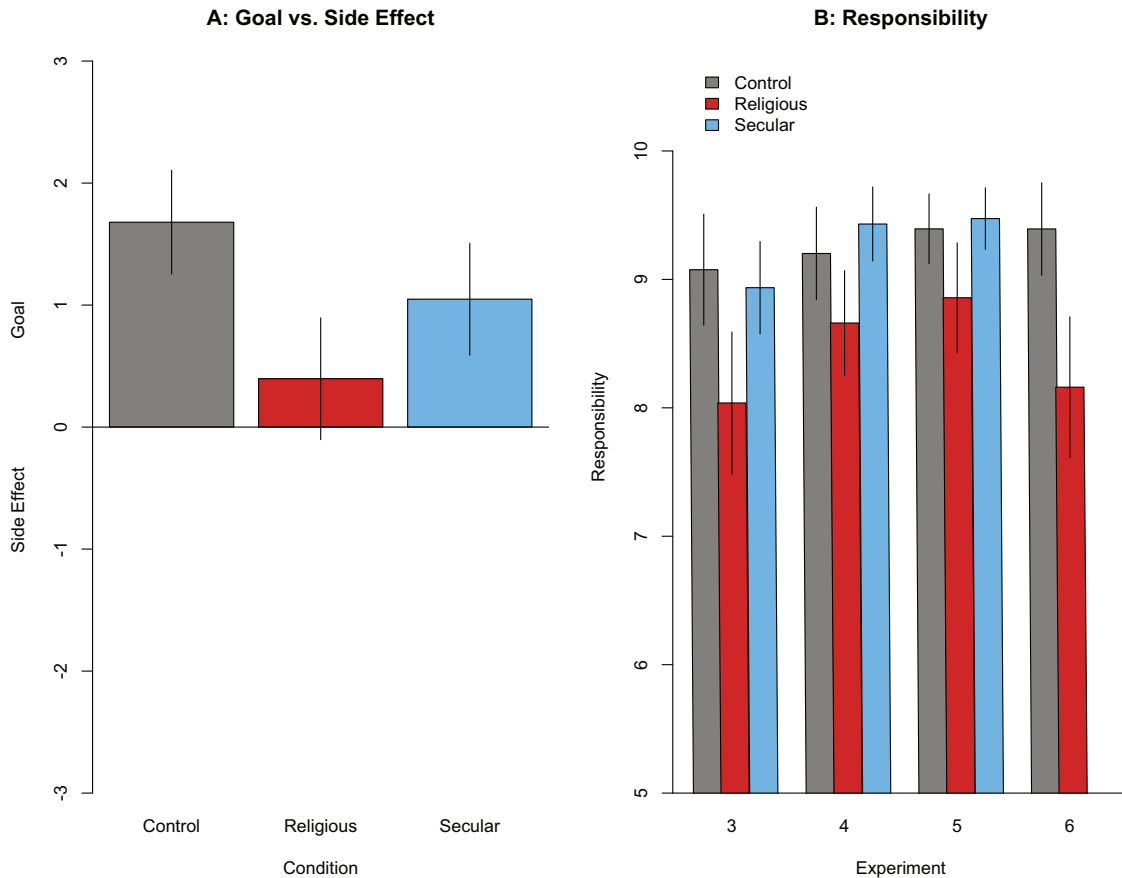 A: Goal vs. Side Effect
3
2
1
0
-1
-2
-3
Goal
Side Effect
Control
Religious
Secular
Condition
B: Responsibility
Control
Religious
Secular
10
9
8
7
6
5
Responsibility
3
4
5
6
Experiment